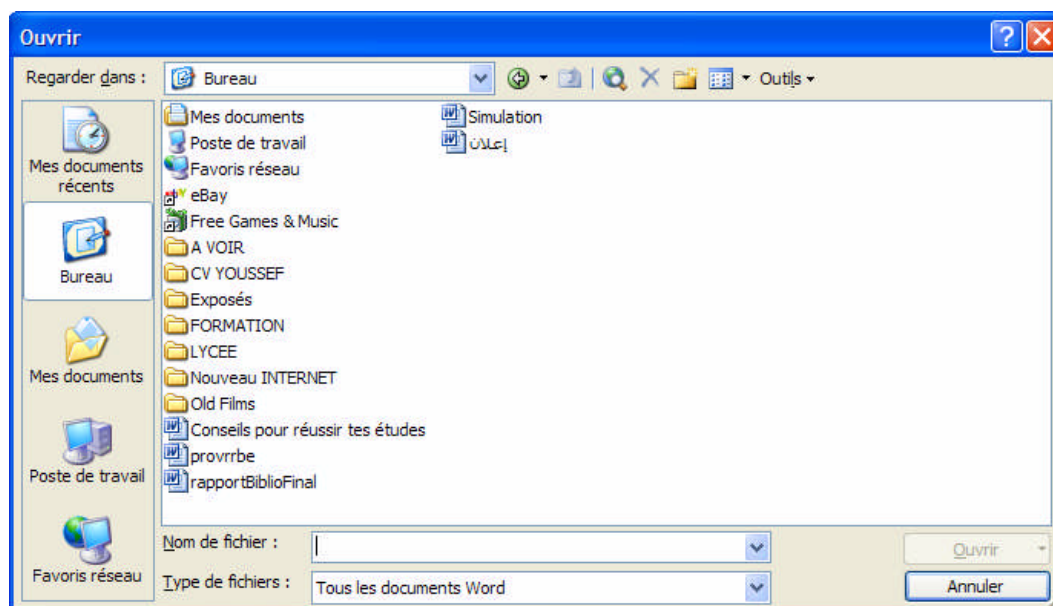 Ouvrir
Regarder dans :
Bureau
Outils
Mes documents récents
Bureau
Mes documents
Poste de travail
Favoris réseau
Mes documents
Poste de travail
Favoris réseau
eBay
Free Games & Music
A VOIR
CV YOUSSEF
Exposés
FORMATION
LYCEE
Nouveau INTERNET
Old Films
Conseils pour réussir tes études
provrrbe
rapportBiblioFinal
Simulation
إعلان
Nom de fichier :
Ouvrir
Type de fichiers :
Tous les documents Word
Annuler